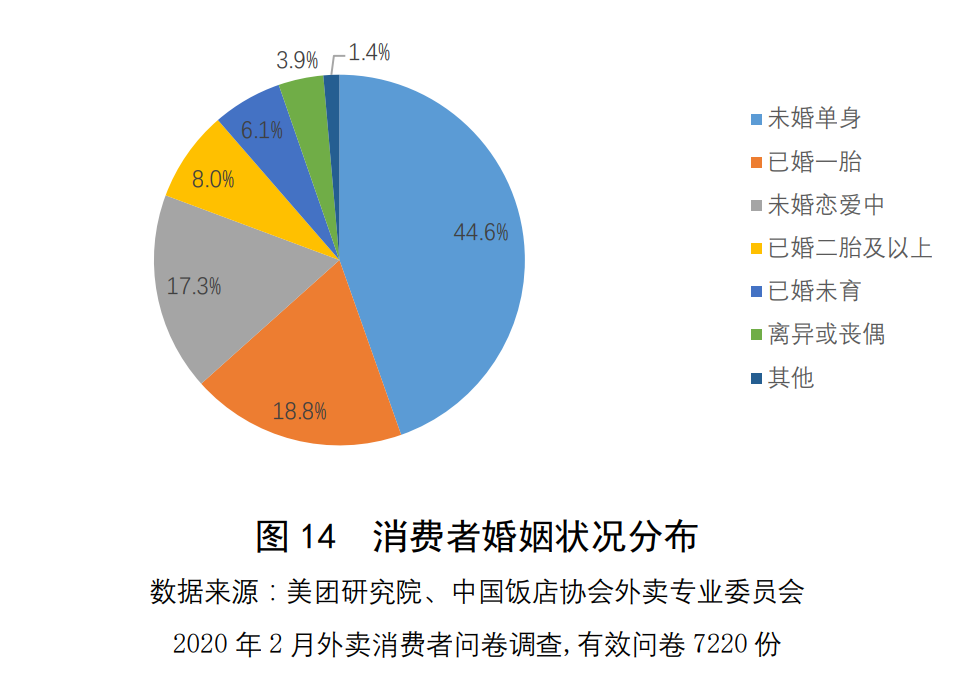 3.9%
1.4%
6.1%
8.0%
44.6%
17.3%
18.8%
未婚单身
已婚一胎
未婚恋爱中
已婚二胎及以上
已婚未育
离异或丧偶
其他
图 14 消费者婚姻状况分布
数据来源：美团研究院、中国饭店协会外卖专业委员会
2020 年 2 月外卖消费者问卷调查,有效问卷 7220 份